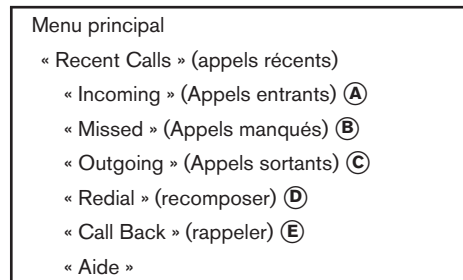 Menu principal
« Recent Calls » (appels récents)
« Incoming » (Appels entrants) Ⓐ
« Missed » (Appels manqués) Ⓑ
« Outgoing » (Appels sortants) Ⓒ
« Redial » (recomposer) Ⓓ
« Call Back » (rappeler) Ⓔ
« Aide »